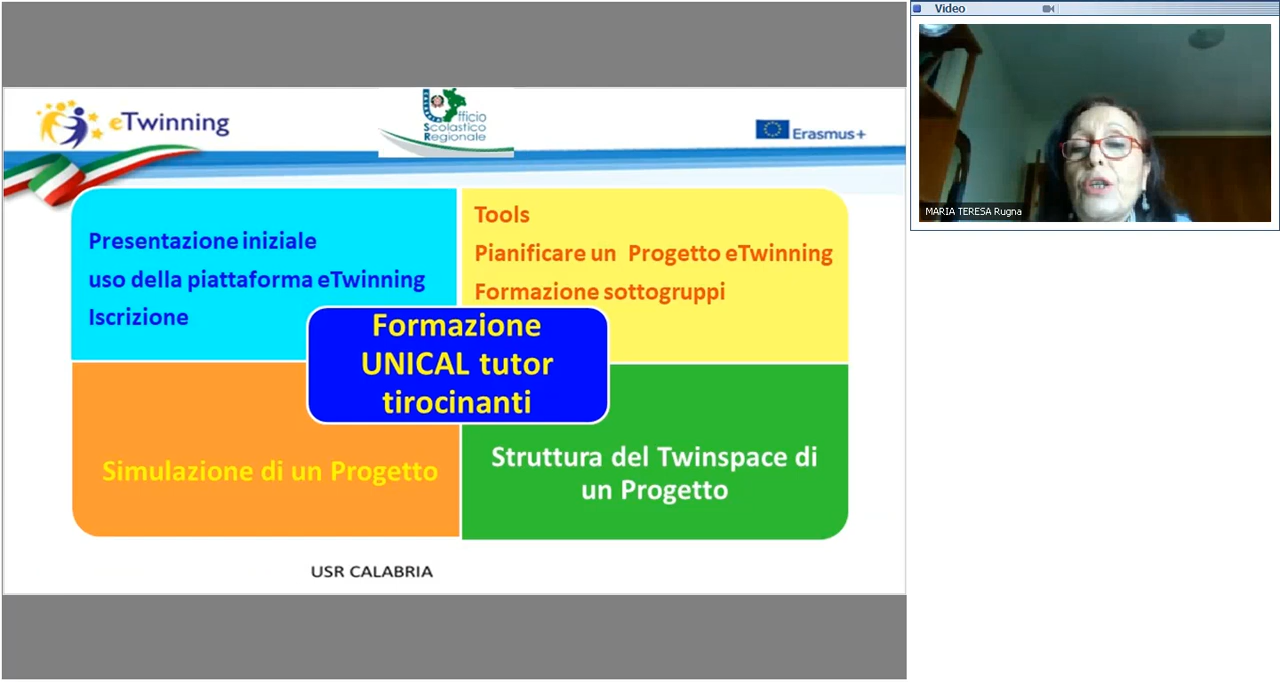 eTwinning
Ufficio
Scolastico
Regionale
Erasmus+
Presentazione iniziale
uso della piattaforma eTwinning
Iscrizione
Tools
Pianificare un Progetto eTwinning
Formazione sottogruppi
Formazione
UNICAL tutor
tirocinanti
Simulazione di un Progetto
Struttura del Twinspace di
un Progetto
USR CALABRIA
Video
MARIA TERESA Rugna